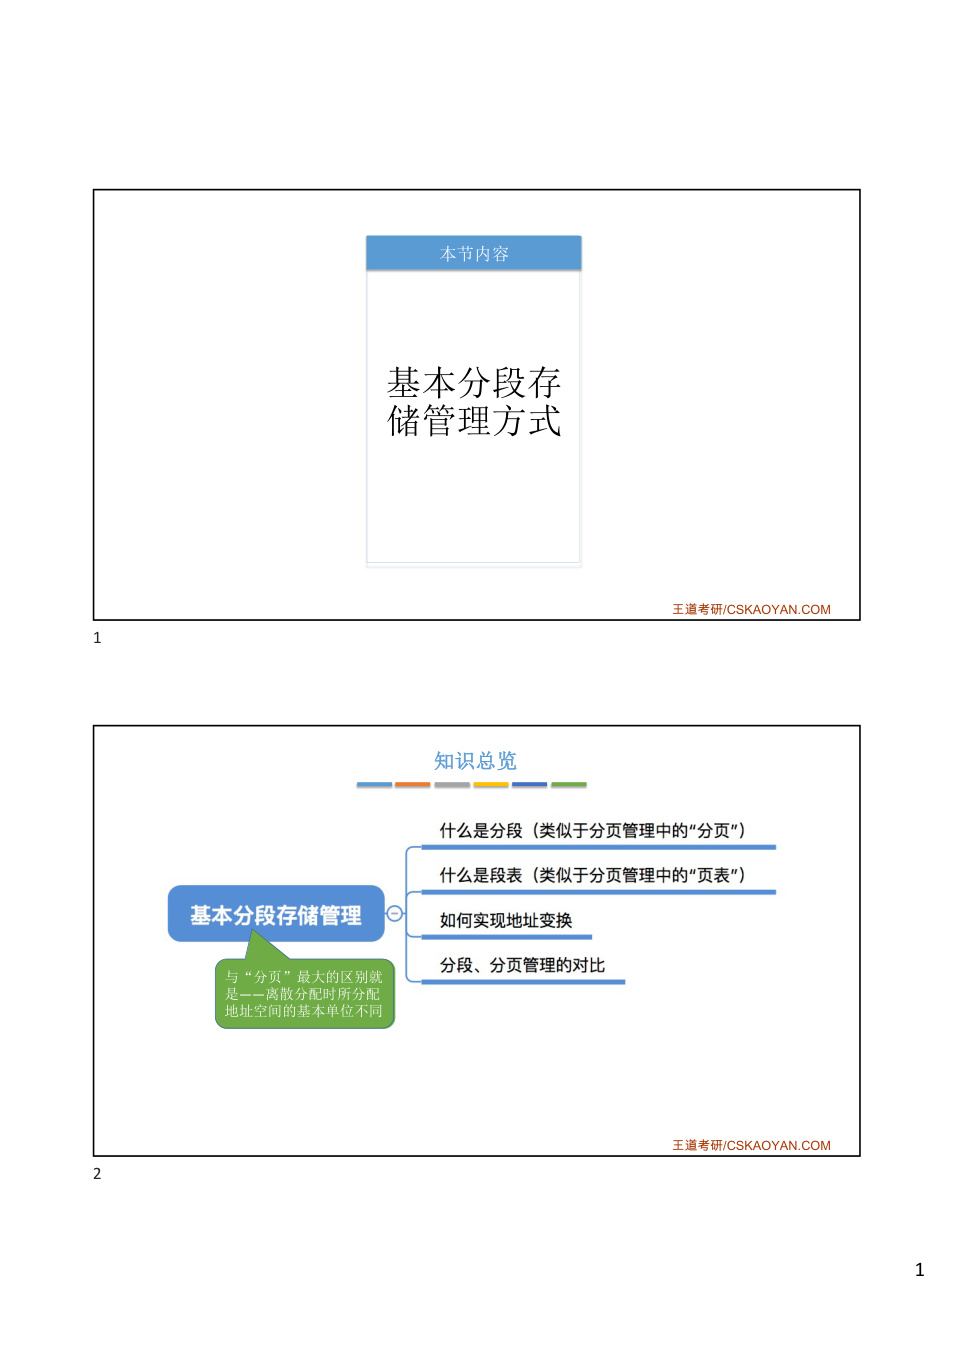 本节内容
基本分段存
储管理方式
王道考研/CSKAOYAN.COM
1
知识总览
什么是分段（类似于分页管理中的“分页”）
什么是段表（类似于分页管理中的“页表”）
基本分段存储管理
如何实现地址变换
分段、分页管理的对比
与“分页”最大的区别就
是——离散分配时所分配
地址空间的基本单位不同
王道考研/CSKAOYAN.COM
2
1